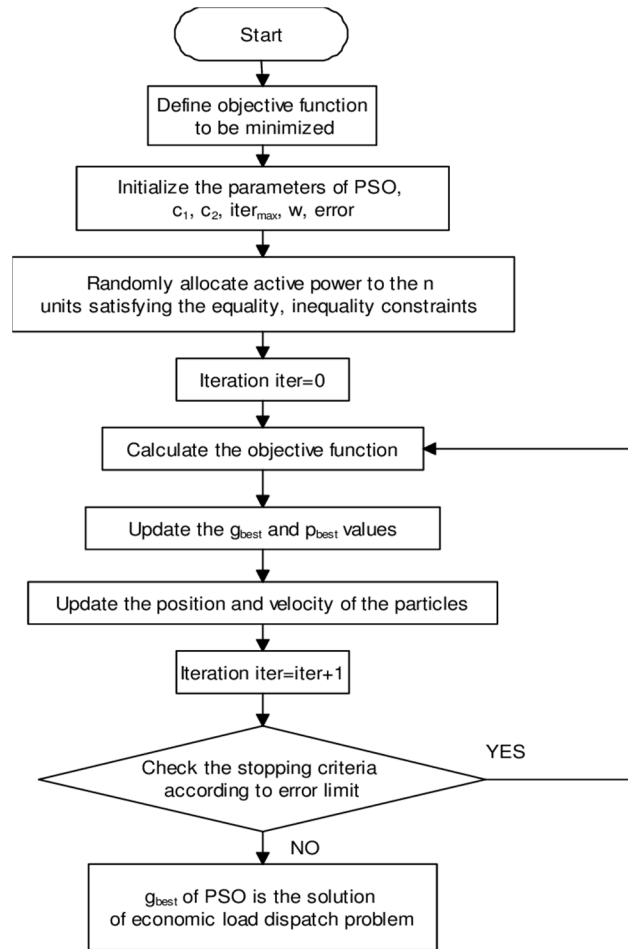 Start
Define objective function
to be minimized
Initialize the parameters of PSO,
c₁, c₂, iterₘₐₓ, w, error
Randomly allocate active power to the n
units satisfying the equality, inequality constraints
Iteration iter=0
Calculate the objective function
Update the g_best and p_best values
Update the position and velocity of the particles
Iteration iter=iter+1
Check the stopping criteria
according to error limit
YES
NO
g_best of PSO is the solution
of economic load dispatch problem